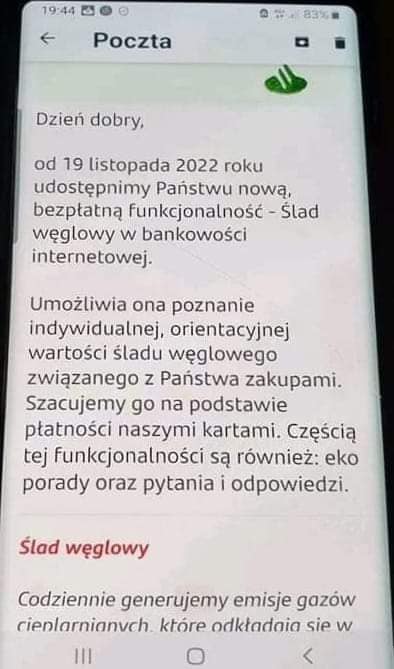 19:44
83%
Poczta
Dzień dobry,
od 19 listopada 2022 roku
udostępnimy Państwu nową,
bezpłatną funkcjonalność - Ślad
węglowy w bankowości
internetowej.
Umożliwia ona poznanie
indywidualnej, orientacyjnej
wartości śladu węglowego
związanego z Państwa zakupami.
Szacujemy go na podstawie
płatności naszymi kartami. Częścią
tej funkcjonalności są również: eko
porady oraz pytania i odpowiedzi.
Ślad węglowy
Codziennie generujemy emisje gazów
cieplarnianych, które odkładają się w